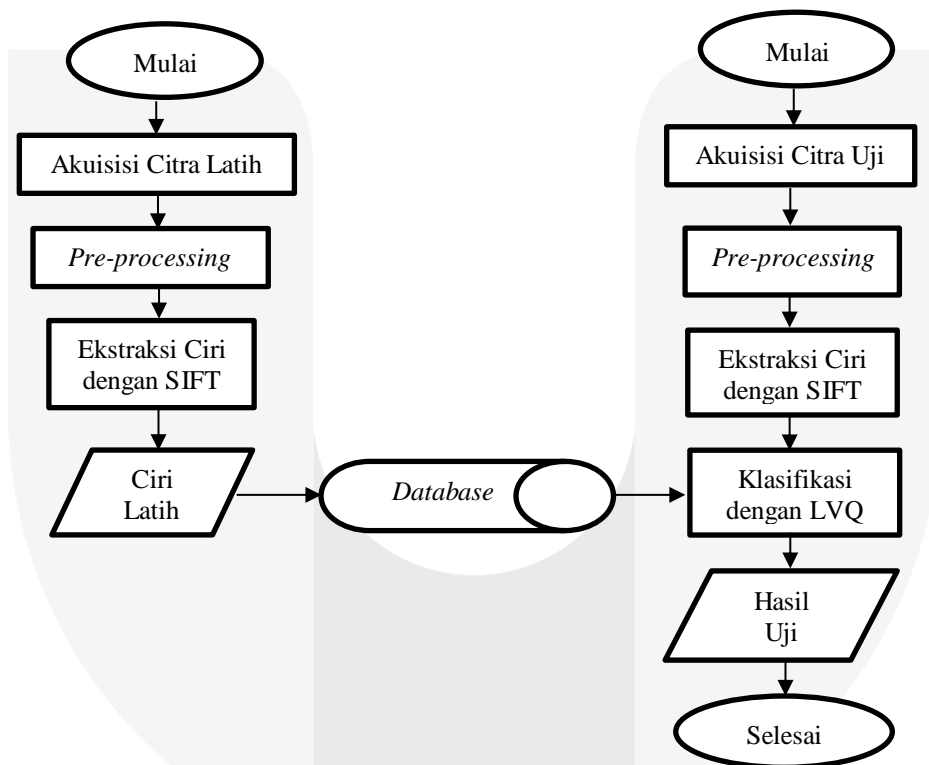 Mulai
Akuisisi Citra Latih
Pre-processing
Ekstraksi Ciri
dengan SIFT
Ciri
Latih
Database
Mulai
Akuisisi Citra Uji
Pre-processing
Ekstraksi Ciri
dengan SIFT
Klasifikasi
dengan LVQ
Hasil
Uji
Selesai